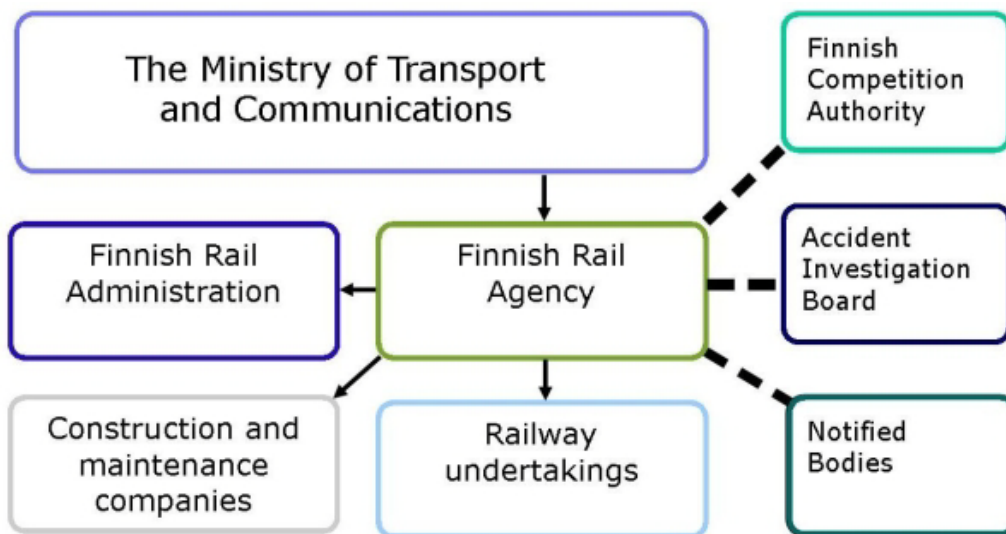 The Ministry of Transport
and Communications
Finnish
Competition
Authority
Finnish Rail
Administration
Finnish Rail
Agency
Accident
Investigation
Board
Construction and
maintenance
companies
Railway
undertakings
Notified
Bodies